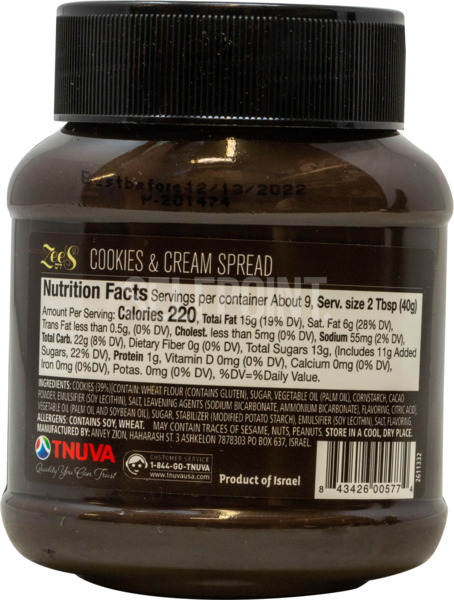 Best before 12/13/2022
P-201474
Zees COOKIES & CREAM SPREAD
Nutrition Facts Servings per container About 9, Serv. size 2 Tbsp (40g)
Amount Per Serving: Calories 220, Total Fat 15g (19% DV), Sat. Fat 6g (28% DV),
Trans Fat less than 0.5g, (0% DV), Cholest. less than 5mg (0% DV), Sodium 55mg (2% DV),
Total Carb. 22g (8% DV), Dietary Fiber 0g (0% DV), Total Sugars 13g, (Includes 11g Added
Sugars, 22% DV), Protein 1g, Vitamin D 0mg (0% DV), Calcium 0mg (0% DV),
Iron 0mg (0%DV), Potas. 0mg (0% DV), %DV=%Daily Value.
INGREDIENTS: COOKIES (39%)(CONTAIN: WHEAT FLOUR (CONTAINS GLUTEN), SUGAR, VEGETABLE OIL (PALM OIL), CORNSTARCH, CACAO
POWDER, EMULSIFIER (SOY LECITHIN), SALT, LEAVENING AGENTS (SODIUM BICARBONATE, AMMONIUM BICARBONATE), FLAVORING, CITRIC ACID),
VEGETABLE OIL (PALM OIL AND SOYBEAN OIL), SUGAR, STABILIZER (MODIFIED POTATO STARCH), EMULSIFIER (SOY LECITHIN), SALT, FLAVORING.
ALLERGENS: CONTAINS SOY, WHEAT. MAY CONTAIN TRACES OF SESAME, NUTS, PEANUTS. STORE IN A COOL, DRY PLACE.
MANUFACTURED BY: ANVEY ZION, HAHARASH ST. 3 ASHKELON 7878303 PO BOX 637, ISRAEL.
TNUVA
Quality You Can Trust
CUSTOMER SERVICE
1-844-GO-TNUVA
www.tnuvausa.com
Product of Israel
8 43426 00577 4
2611332